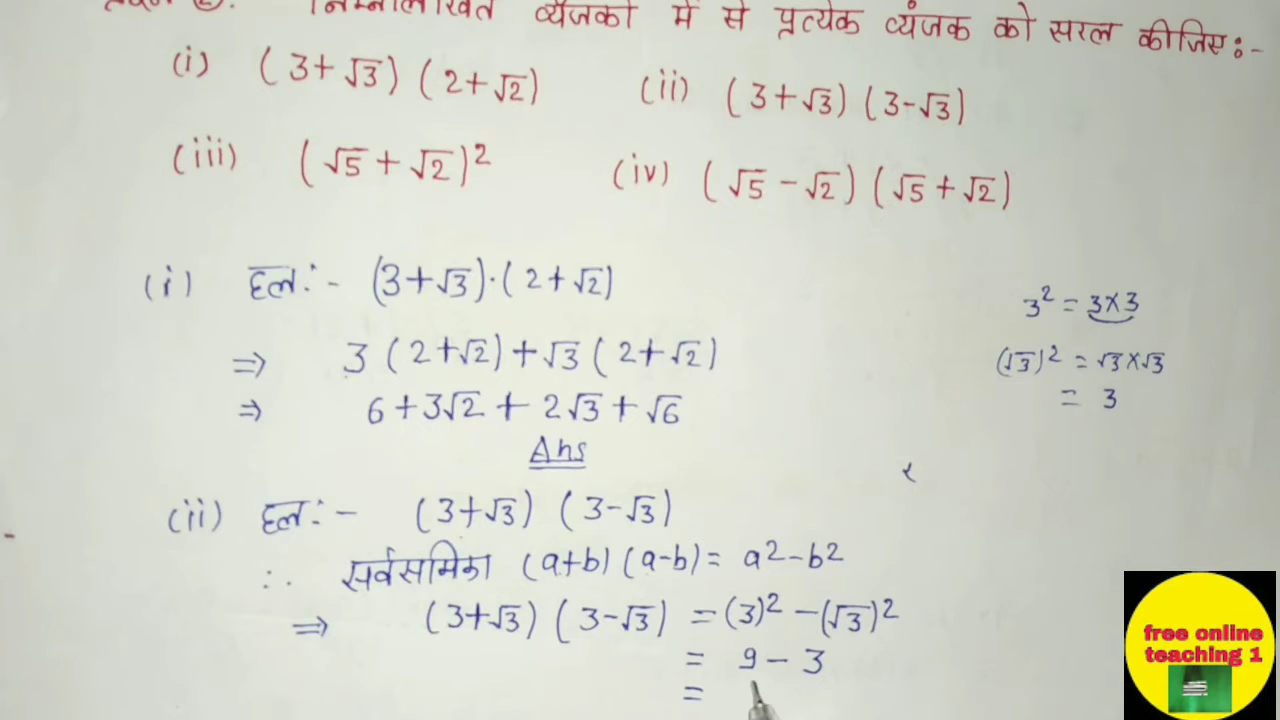 निम्नलिखित व्यंजकों में से प्रत्येक व्यंजक को सरल कीजिए :-
(i) (3+√3) (2+√2) (ii) (3+√3) (3-√3)
(iii) (√5+√2)² (iv) (√5-√2) (√5+√2)
(i) हल :- (3+√3)·(2+√2)
⇒ 3 (2+√2)+√3 (2+√2)
⇒ 6+3√2+2√3+√6
Ans
3² = 3×3
(√3)² = √3×√3
= 3
(ii) हल :- (3+√3) (3-√3)
∴ सर्वसमिका (a+b) (a-b) = a²-b²
⇒ (3+√3) (3-√3) = (3)²-(√3)²
= 9-3
=
free online
teaching 1